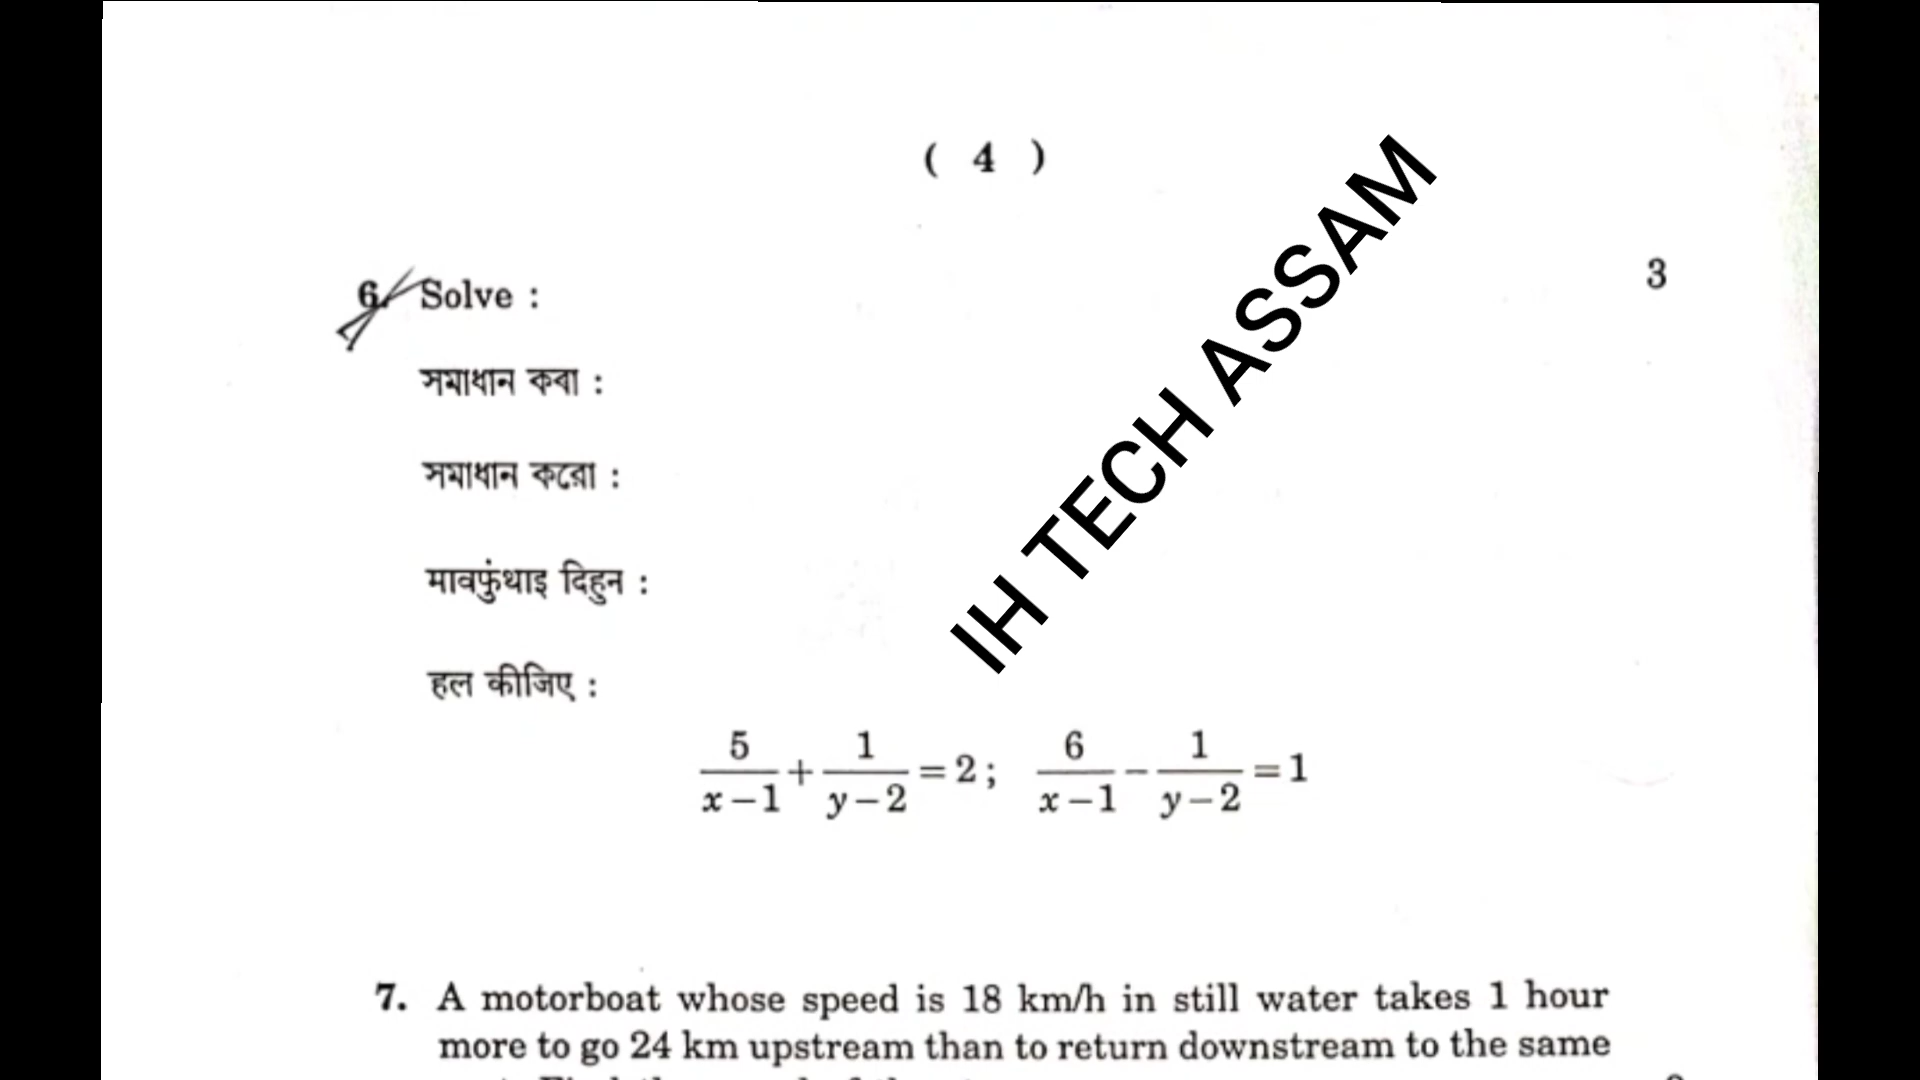 ( 4 )
6. Solve : 3
সমাধান কৰা :
সমাধান করো :
मावफुंथाइ दिहुन :
हल कीजिए :
5/(x−1) + 1/(y−2) = 2 ; 6/(x−1) − 1/(y−2) = 1
IH TECH ASSAM
7. A motorboat whose speed is 18 km/h in still water takes 1 hour
more to go 24 km upstream than to return downstream to the same